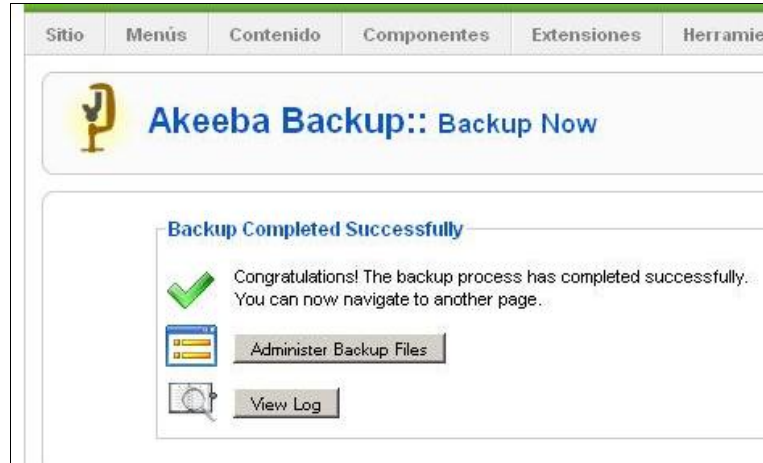 Sitio Menús Contenido Componentes Extensiones Herramie
Akeeba Backup:: Backup Now
Backup Completed Successfully
Congratulations! The backup process has completed successfully.
You can now navigate to another page.
Administer Backup Files
View Log